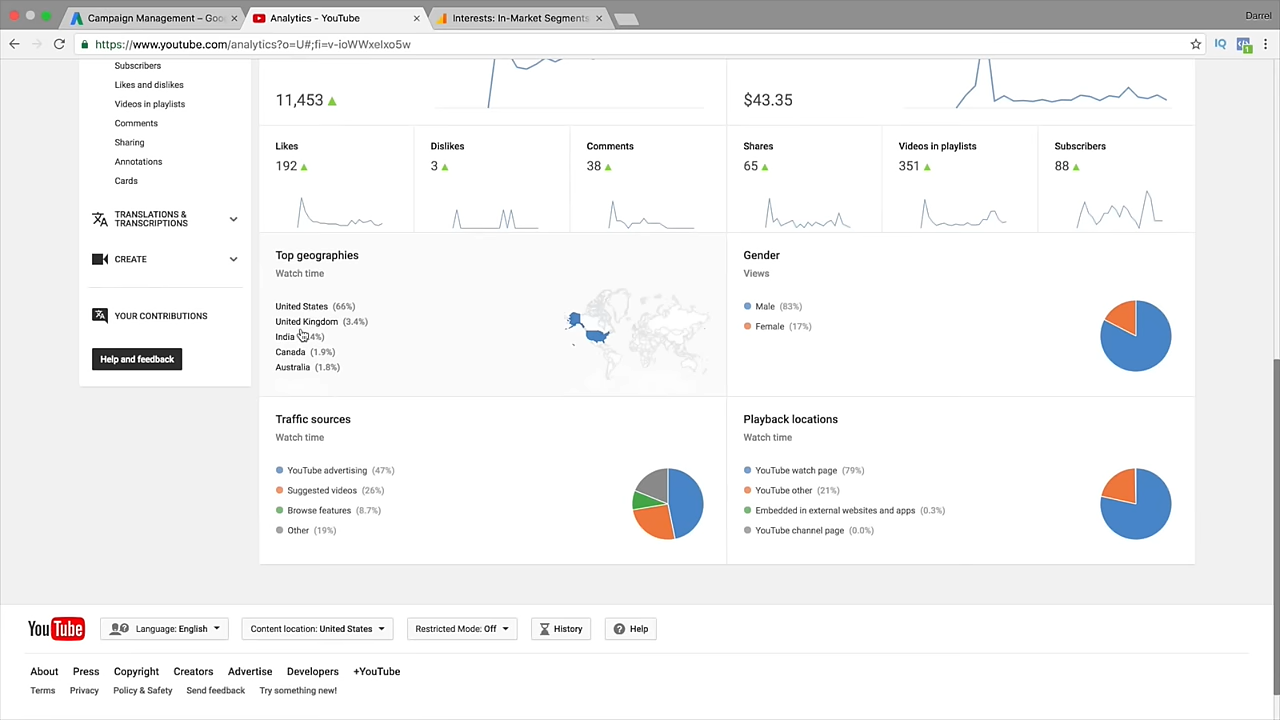 Campaign Management – Goo
Analytics - YouTube
Interests: In-Market Segments
Darrel
https://www.youtube.com/analytics?o=U#;fi=v-ioWWxeIxo5w
IQ
1
Subscribers
Likes and dislikes
Videos in playlists
Comments
Sharing
Annotations
Cards
TRANSLATIONS &
TRANSCRIPTIONS
CREATE
YOUR CONTRIBUTIONS
Help and feedback
11,453
$43.35
Likes
192
Dislikes
3
Comments
38
Shares
65
Videos in playlists
351
Subscribers
88
Top geographies
Watch time
United States (66%)
United Kingdom (3.4%)
India 4%)
Canada (1.9%)
Australia (1.8%)
Gender
Views
Male (83%)
Female (17%)
Traffic sources
Watch time
YouTube advertising (47%)
Suggested videos (26%)
Browse features (8.7%)
Other (19%)
Playback locations
Watch time
YouTube watch page (79%)
YouTube other (21%)
Embedded in external websites and apps (0.3%)
YouTube channel page (0.0%)
YouTube
Language: English
Content location: United States
Restricted Mode: Off
History
Help
About Press Copyright Creators Advertise Developers +YouTube
Terms Privacy Policy & Safety Send feedback Try something new!